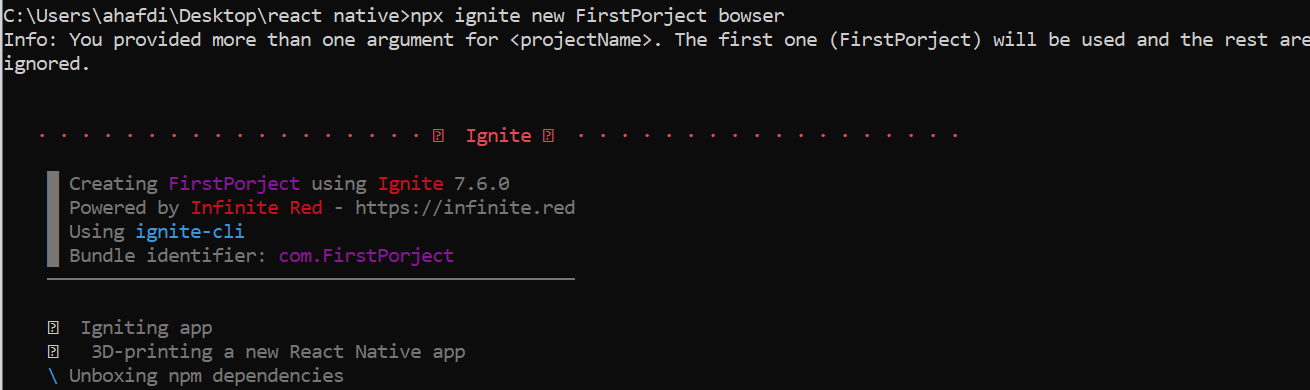 C:\Users\ahafdi\Desktop\react native>npx ignite new FirstPorject bowser
Info: You provided more than one argument for <projectName>. The first one (FirstPorject) will be used and the rest are
ignored.
· · · · · · · · · · · · · · · · · · Ignite · · · · · · · · · · · · · · · · · ·
Creating FirstPorject using Ignite 7.6.0
Powered by Infinite Red - https://infinite.red
Using ignite-cli
Bundle identifier: com.FirstPorject
Igniting app
3D-printing a new React Native app
\ Unboxing npm dependencies